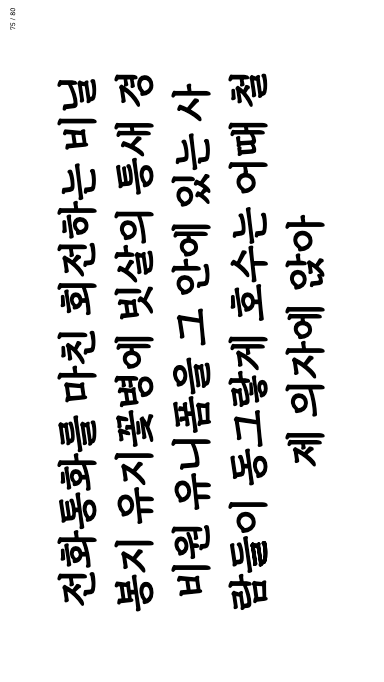 75 / 80
전화통화를 마친 회전하는 비닐
봉지 유지꽃병에 빗살의 틈새 경
비원 유니폼을 그 안에 있는 사
람들이 동그랗게 호수는 어때 철
제 의자에 앉아